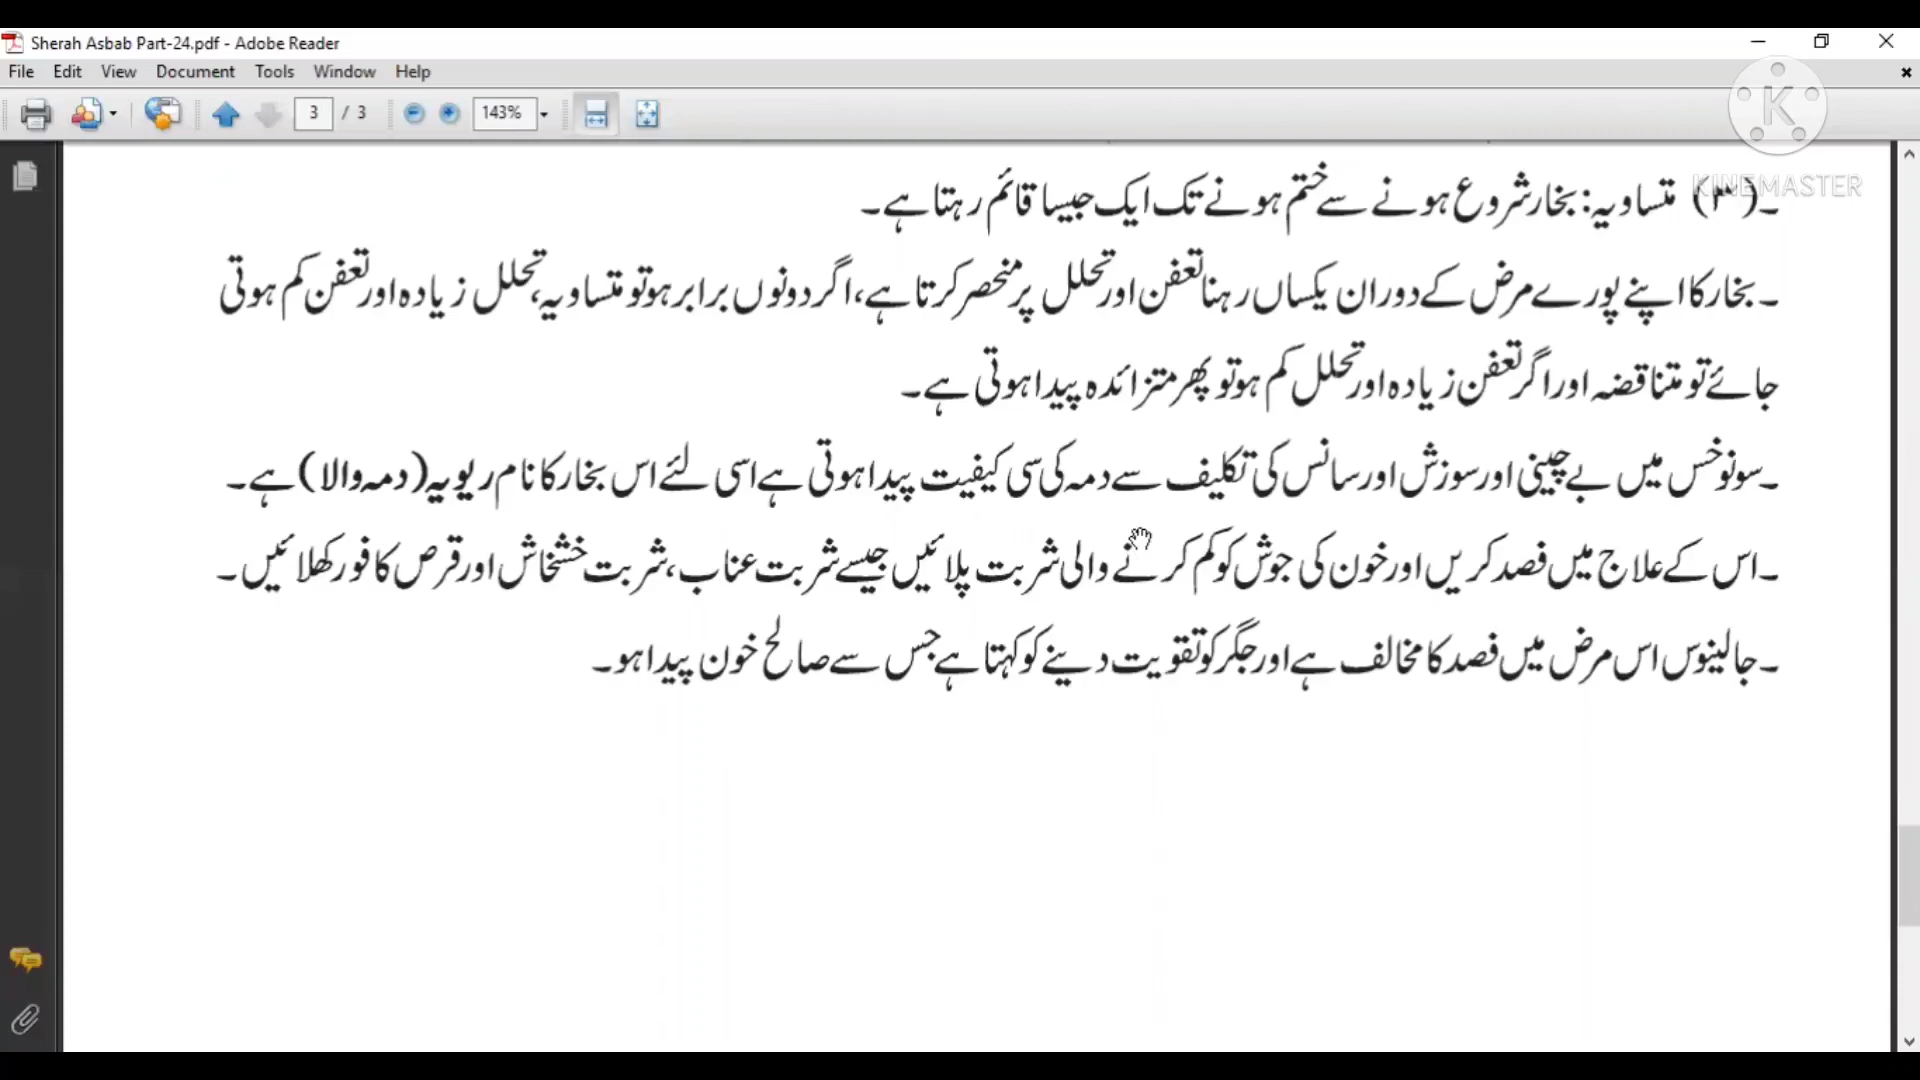 Sherah Asbab Part-24.pdf - Adobe Reader
File Edit View Document Tools Window Help
3 / 3 143%
K
KINEMASTER
۔(۳) متساویہ: بخار شروع ہونے سے ختم ہونے تک ایک جیسا قائم رہتا ہے۔
۔بخار کا اپنے پورے مرض کے دوران یکساں رہنا تعفن اور تحلل پر منحصر کرتا ہے، اگر دونوں برابر ہو تو متساویہ، تحلل زیادہ اور تعفن کم ہوتی
جائے تو متناقضہ اور اگر تعفن زیادہ اور تحلل کم ہو تو پھر متزائدہ پیدا ہوتی ہے۔
۔سونوخس میں بے چینی اور سوزش اور سانس کی تکلیف سے دمہ کی سی کیفیت پیدا ہوتی ہے اسی لئے اس بخار کا نام ربویہ (دمہ والا) ہے۔
۔اس کے علاج میں فصد کریں اور خون کی جوش کو کم کرنے والی شربت پلائیں جیسے شربت عناب، شربت خشخاش اور قرص کافور کھلائیں۔
۔جالینوس اس مرض میں فصد کا مخالف ہے اور جگر کو تقویت دینے کو کہتا ہے جس سے صالح خون پیدا ہو۔